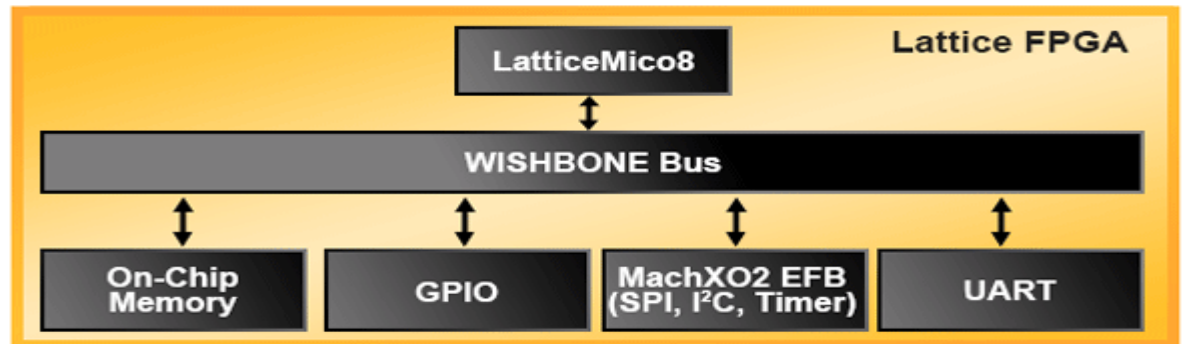 Lattice FPGA
LatticeMico8
WISHBONE Bus
On-Chip
Memory
GPIO
MachXO2 EFB
(SPI, I²C, Timer)
UART